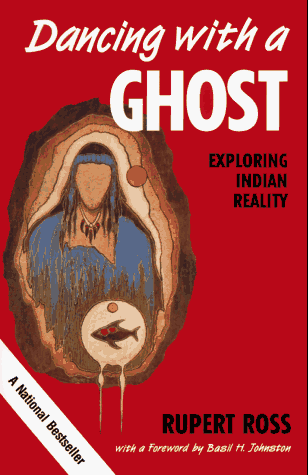 Dancing with a
GHOST
EXPLORING
INDIAN
REALITY
A National Bestseller
RUPERT ROSS
with a Foreword by Basil H. Johnston